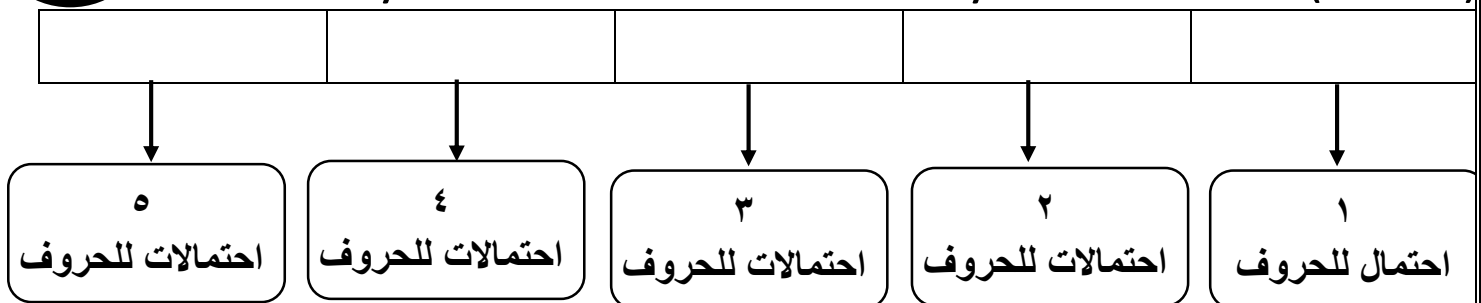 ١
احتمال للحروف
٢
احتمالات للحروف
٣
احتمالات للحروف
٤
احتمالات للحروف
٥
احتمالات للحروف